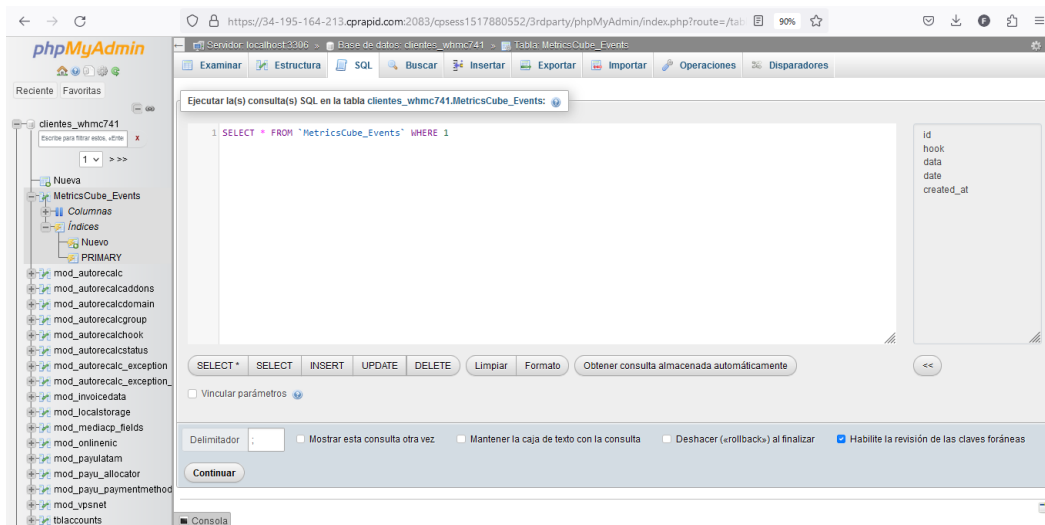 https://34-195-164-213.cprapid.com:2083/cpsess1517880552/3rdparty/phpMyAdmin/index.php?route=/tab
90%
phpMyAdmin
Reciente Favoritas
clientes_whmc741
Escribe para filtrar estos, «Ente X
1 > >>
Nueva
MetricsCube_Events
Columnas
Índices
Nuevo
PRIMARY
mod_autorecalc
mod_autorecalcaddons
mod_autorecalcdomain
mod_autorecalcgroup
mod_autorecalchook
mod_autorecalcstatus
mod_autorecalc_exception
mod_autorecalc_exception_
mod_invoicedata
mod_localstorage
mod_mediacp_fields
mod_onlinenic
mod_payulatam
mod_payu_allocator
mod_payu_paymentmethod
mod_vpsnet
tblaccounts
Servidor: localhost:3306 » Base de datos: clientes_whmc741 » Tabla: MetricsCube_Events
Examinar Estructura SQL Buscar Insertar Exportar Importar Operaciones Disparadores
Ejecutar la(s) consulta(s) SQL en la tabla clientes_whmc741.MetricsCube_Events:
1 SELECT * FROM `MetricsCube_Events` WHERE 1
id
hook
data
date
created_at
SELECT * SELECT INSERT UPDATE DELETE Limpiar Formato Obtener consulta almacenada automáticamente <<
Vincular parámetros
Delimitador ; Mostrar esta consulta otra vez Mantener la caja de texto con la consulta Deshacer («rollback») al finalizar Habilite la revisión de las claves foráneas
Continuar
Consola